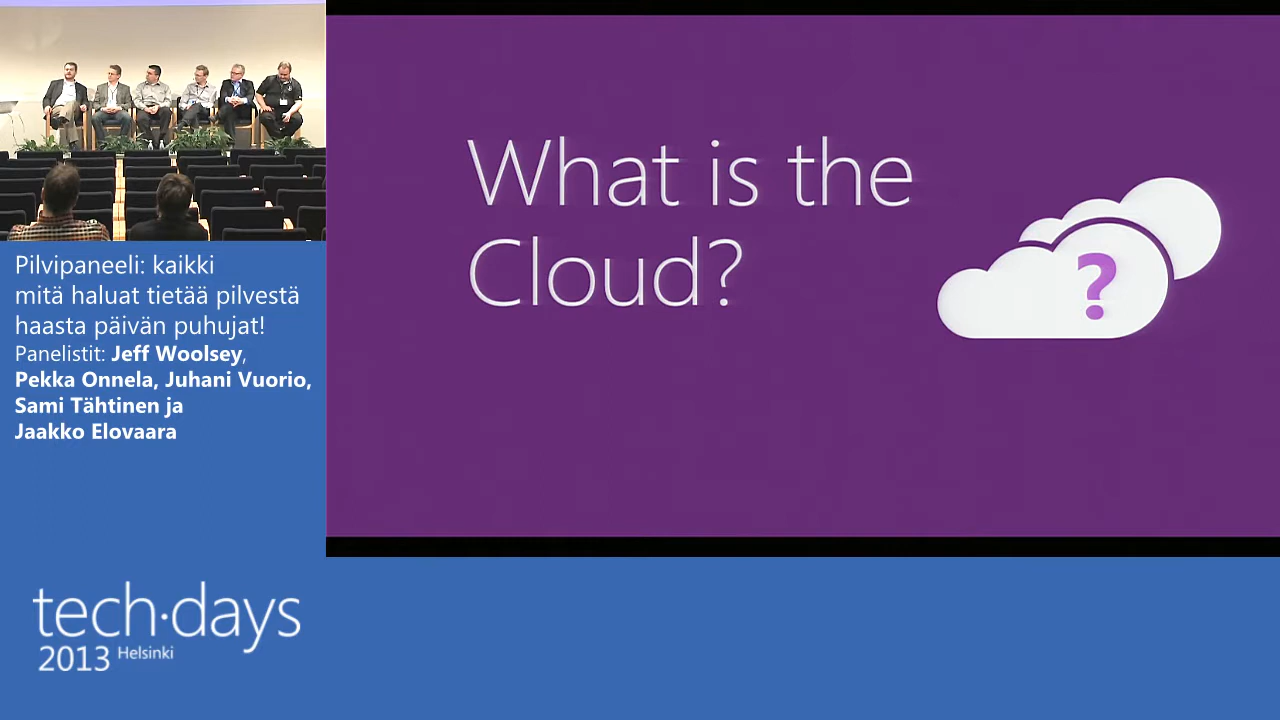 Pilvipaneeli: kaikki
mitä haluat tietää pilvestä
haasta päivän puhujat!
Panelistit: Jeff Woolsey,
Pekka Onnela, Juhani Vuorio,
Sami Tähtinen ja
Jaakko Elovaara
tech·days
2013 Helsinki
What is the
Cloud?
?